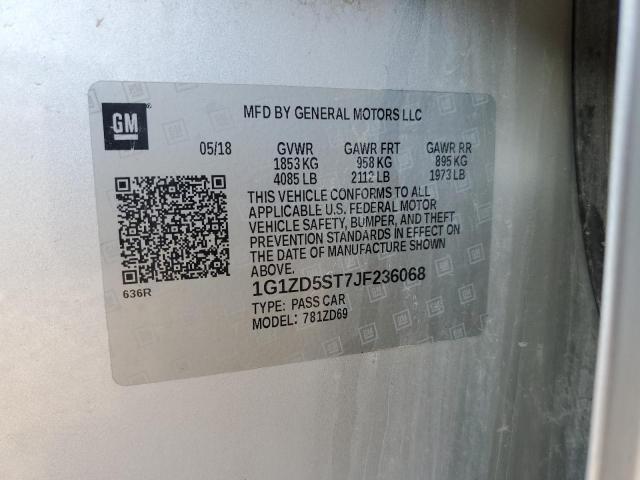 GM
®
MFD BY GENERAL MOTORS LLC
05/18 GVWR GAWR FRT GAWR RR
1853 KG 958 KG 895 KG
4085 LB 2112 LB 1973 LB
THIS VEHICLE CONFORMS TO ALL
APPLICABLE U.S. FEDERAL MOTOR
VEHICLE SAFETY, BUMPER, AND THEFT
PREVENTION STANDARDS IN EFFECT ON
THE DATE OF MANUFACTURE SHOWN
ABOVE.
636R
1G1ZD5ST7JF236068
TYPE: PASS CAR
MODEL: 781ZD69